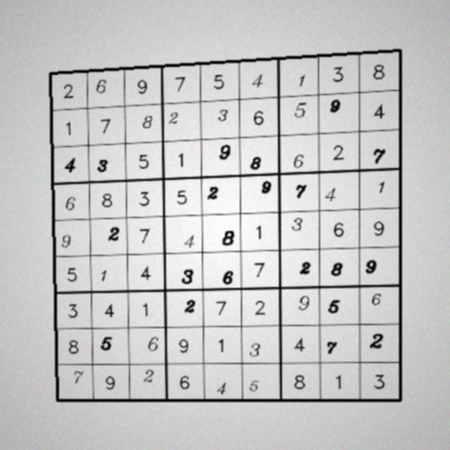 2 6 9 7 5 4 1 3 8
1 7 8 2 3 6 5 9 4
4 3 5 1 9 8 6 2 7
6 8 3 5 2 9 7 4 1
9 2 7 4 8 1 3 6 9
5 1 4 3 6 7 2 8 9
3 4 1 2 7 2 9 5 6
8 5 6 9 1 3 4 7 2
7 9 2 6 4 5 8 1 3